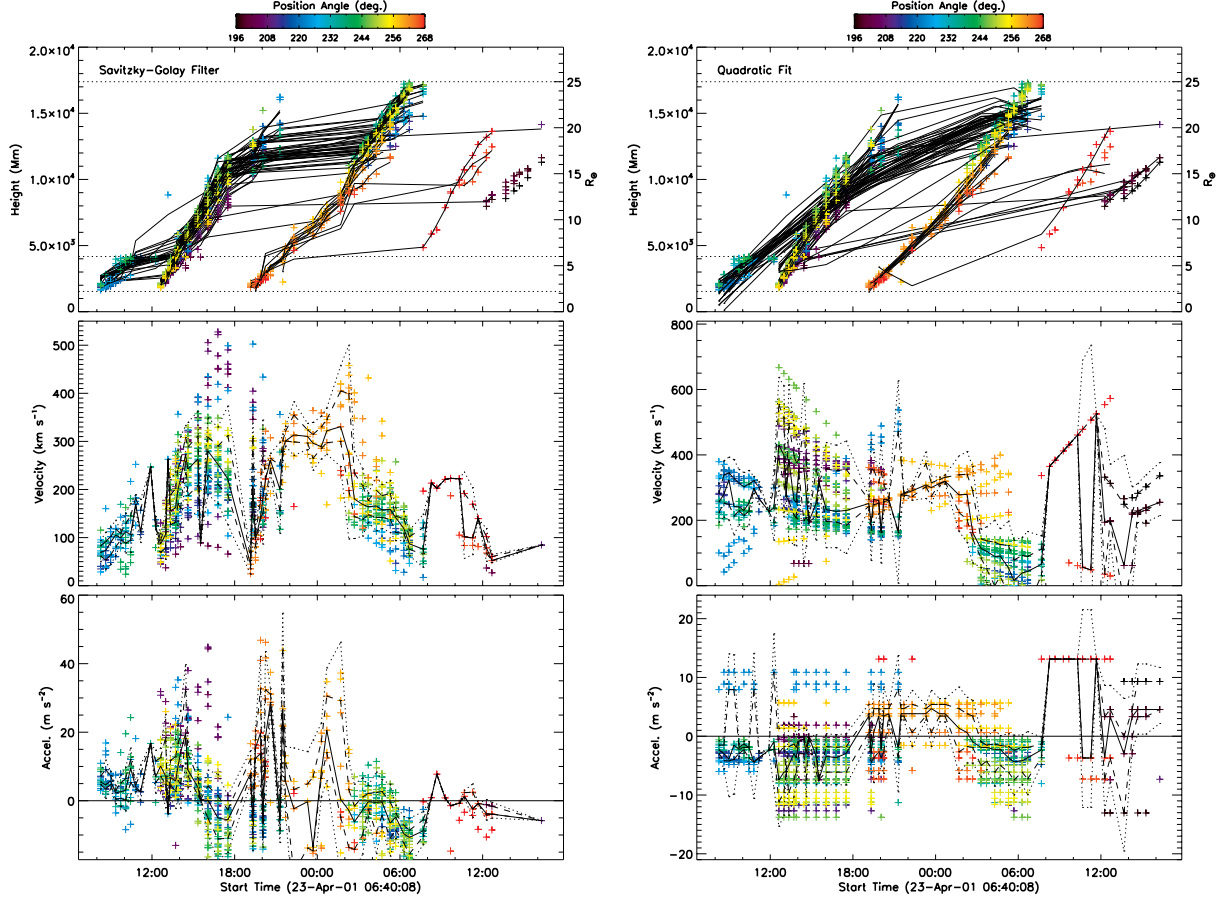 Position Angle (deg.)
196 208 220 232 244 256 268
Savitzky-Golay Filter
Height (Mm)
2.0×10⁴
1.5×10⁴
1.0×10⁴
5.0×10³
0
25
20
15
10
5
0
R⊙
Velocity (km s⁻¹)
500
400
300
200
100
0
Accel. (m s⁻²)
60
40
20
0
12:00 18:00 00:00 06:00 12:00
Start Time (23-Apr-01 06:40:08)
Position Angle (deg.)
196 208 220 232 244 256 268
Quadratic Fit
Height (Mm)
2.0×10⁴
1.5×10⁴
1.0×10⁴
5.0×10³
0
25
20
15
10
5
0
R⊙
Velocity (km s⁻¹)
800
600
400
200
0
Accel. (m s⁻²)
20
10
0
-10
-20
12:00 18:00 00:00 06:00 12:00
Start Time (23-Apr-01 06:40:08)